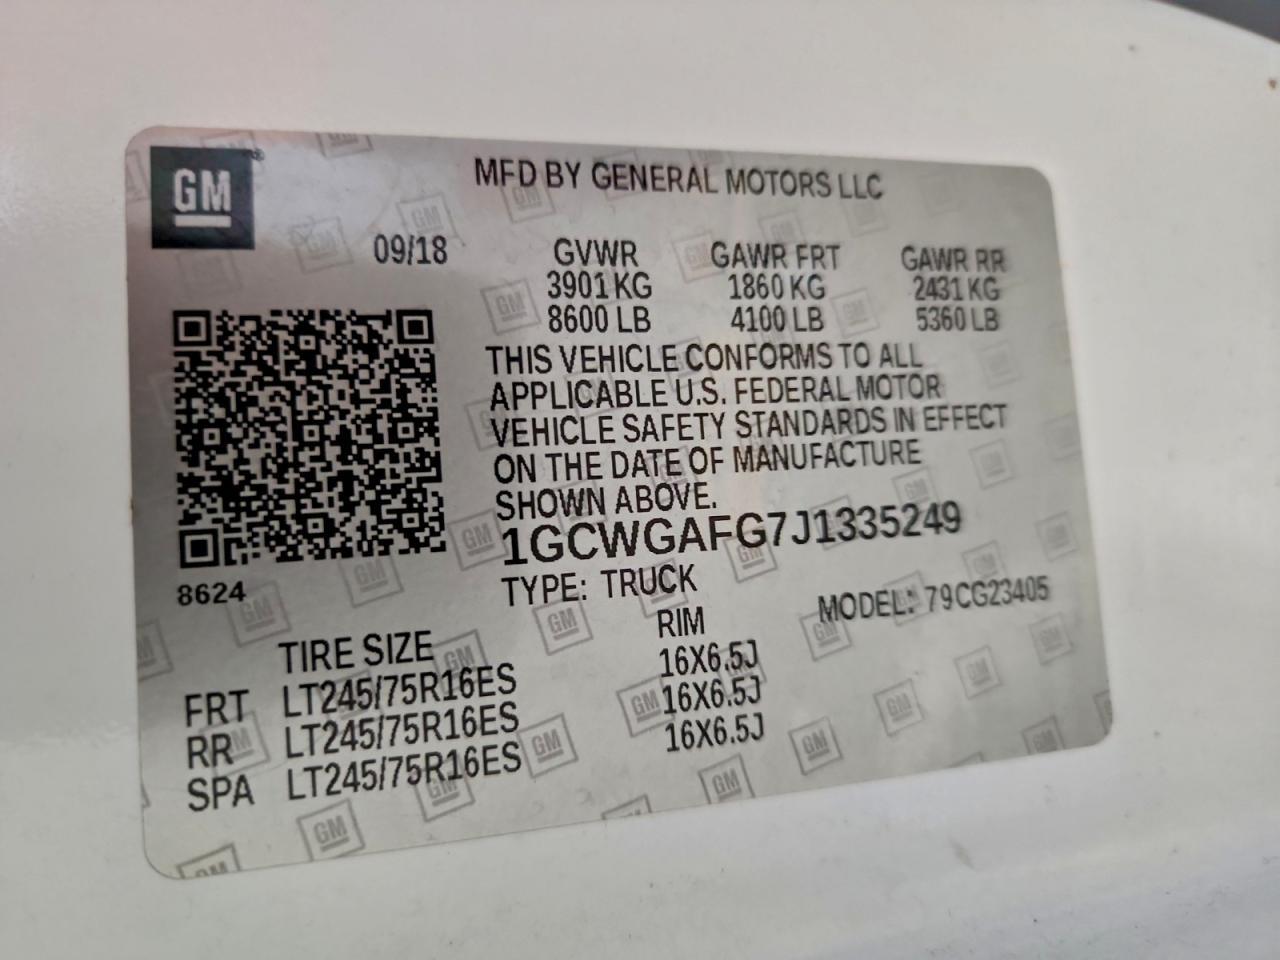 GM
MFD BY GENERAL MOTORS LLC
09/18 GVWR GAWR FRT GAWR RR
3901 KG 1860 KG 2431 KG
8600 LB 4100 LB 5360 LB
THIS VEHICLE CONFORMS TO ALL
APPLICABLE U.S. FEDERAL MOTOR
VEHICLE SAFETY STANDARDS IN EFFECT
ON THE DATE OF MANUFACTURE
SHOWN ABOVE.
1GCWGAFG7J1335249
8624
TYPE: TRUCK MODEL: 79CG23405
TIRE SIZE RIM
FRT LT245/75R16ES 16X6.5J
RR LT245/75R16ES 16X6.5J
SPA LT245/75R16ES 16X6.5J